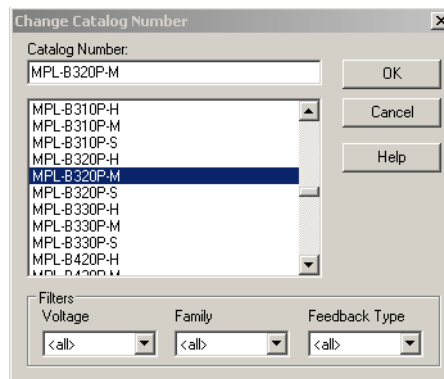 Change Catalog Number
Catalog Number:
MPL-B320P-M
OK
MPL-B310P-H
MPL-B310P-M
MPL-B310P-S
MPL-B320P-H
MPL-B320P-M
MPL-B320P-S
MPL-B330P-H
MPL-B330P-M
MPL-B330P-S
MPL-B420P-H
Cancel
Help
Filters
Voltage Family Feedback Type
<all> <all> <all>